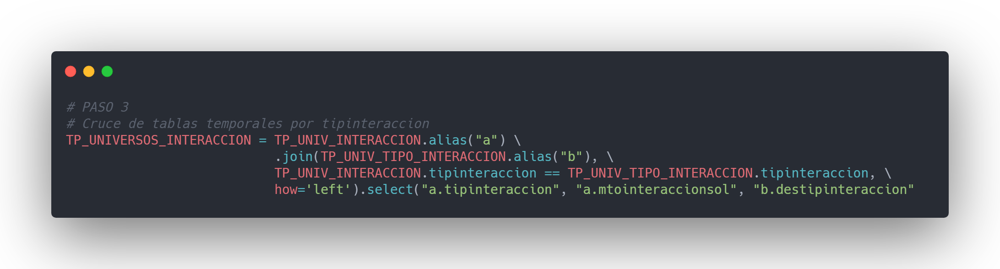 # PASO 3
# Cruce de tablas temporales por tipinteraccion
TP_UNIVERSOS_INTERACCION = TP_UNIV_INTERACCION.alias("a") \
.join(TP_UNIV_TIPO_INTERACCION.alias("b"), \
TP_UNIV_INTERACCION.tipinteraccion == TP_UNIV_TIPO_INTERACCION.tipinteraccion, \
how='left').select("a.tipinteraccion", "a.mtointeraccionsol", "b.destipinteraccion"